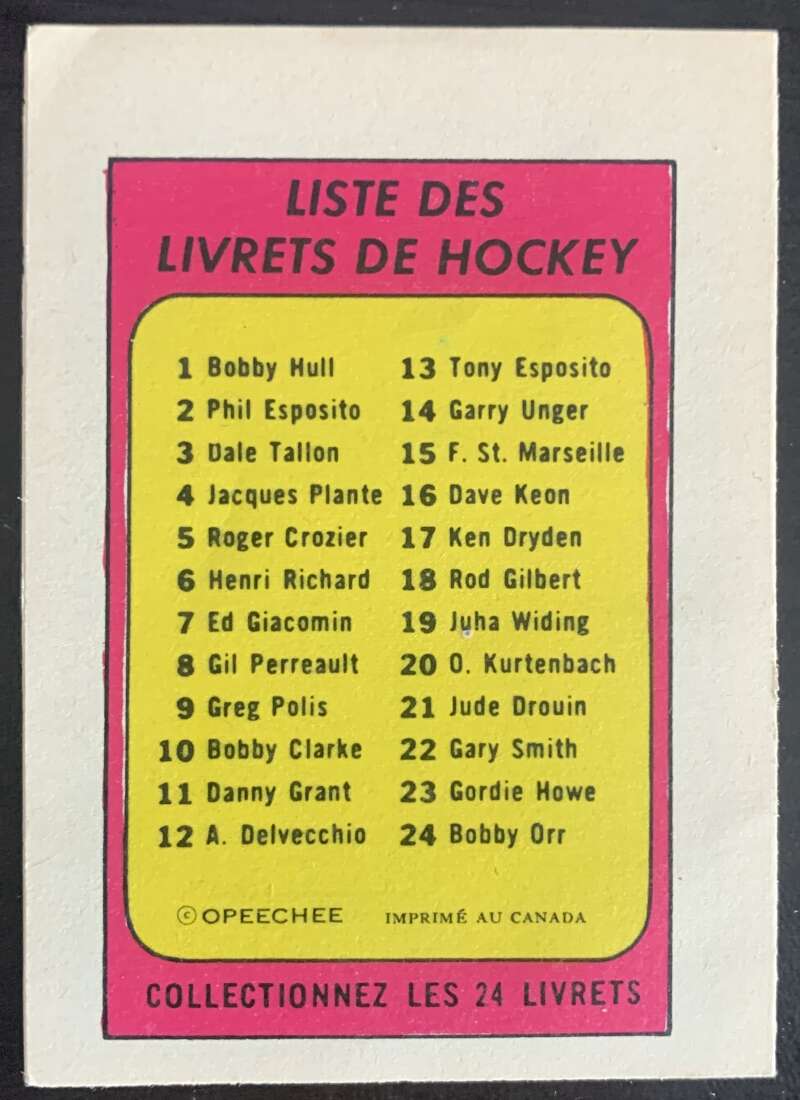 LISTE DES
LIVRETS DE HOCKEY
1 Bobby Hull
2 Phil Esposito
3 Dale Tallon
4 Jacques Plante
5 Roger Crozier
6 Henri Richard
7 Ed Giacomin
8 Gil Perreault
9 Greg Polis
10 Bobby Clarke
11 Danny Grant
12 A. Delvecchio
13 Tony Esposito
14 Garry Unger
15 F. St. Marseille
16 Dave Keon
17 Ken Dryden
18 Rod Gilbert
19 Juha Widing
20 O. Kurtenbach
21 Jude Drouin
22 Gary Smith
23 Gordie Howe
24 Bobby Orr
© OPEECHEE IMPRIMÉ AU CANADA
COLLECTIONNEZ LES 24 LIVRETS